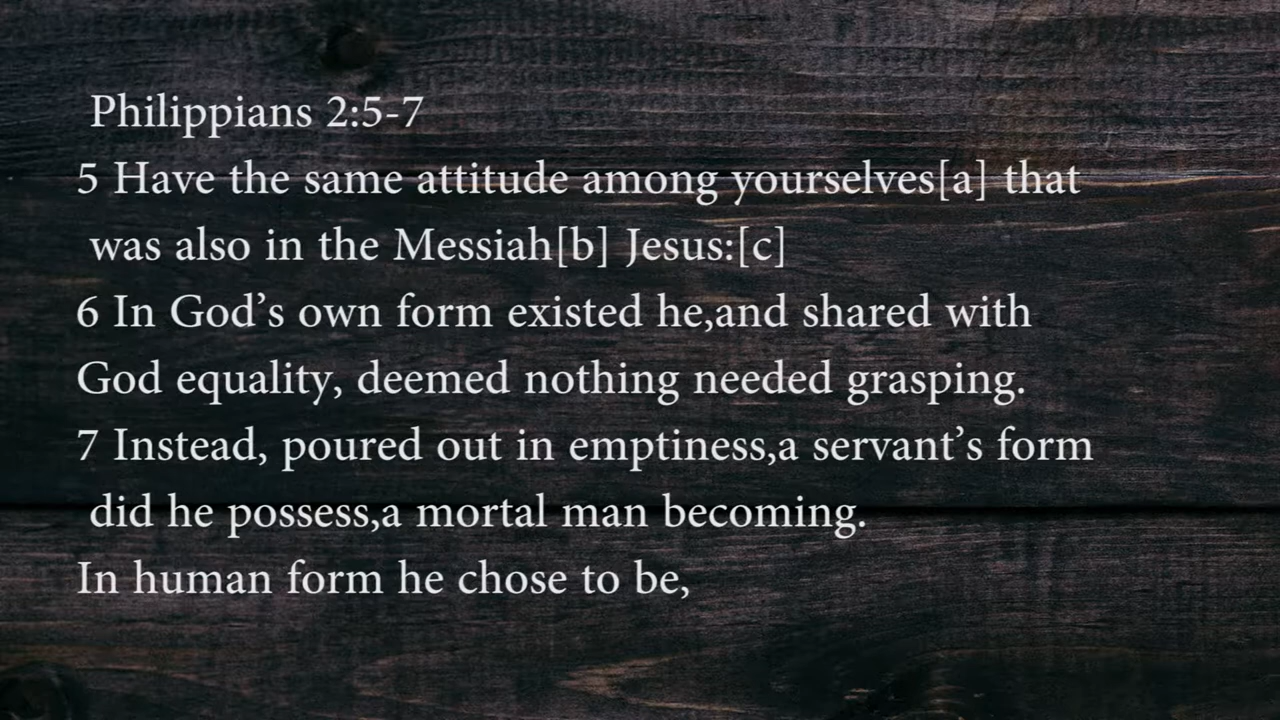 Philippians 2:5-7
5 Have the same attitude among yourselves[a] that
was also in the Messiah[b] Jesus:[c]
6 In God’s own form existed he,and shared with
God equality, deemed nothing needed grasping.
7 Instead, poured out in emptiness,a servant’s form
did he possess,a mortal man becoming.
In human form he chose to be,